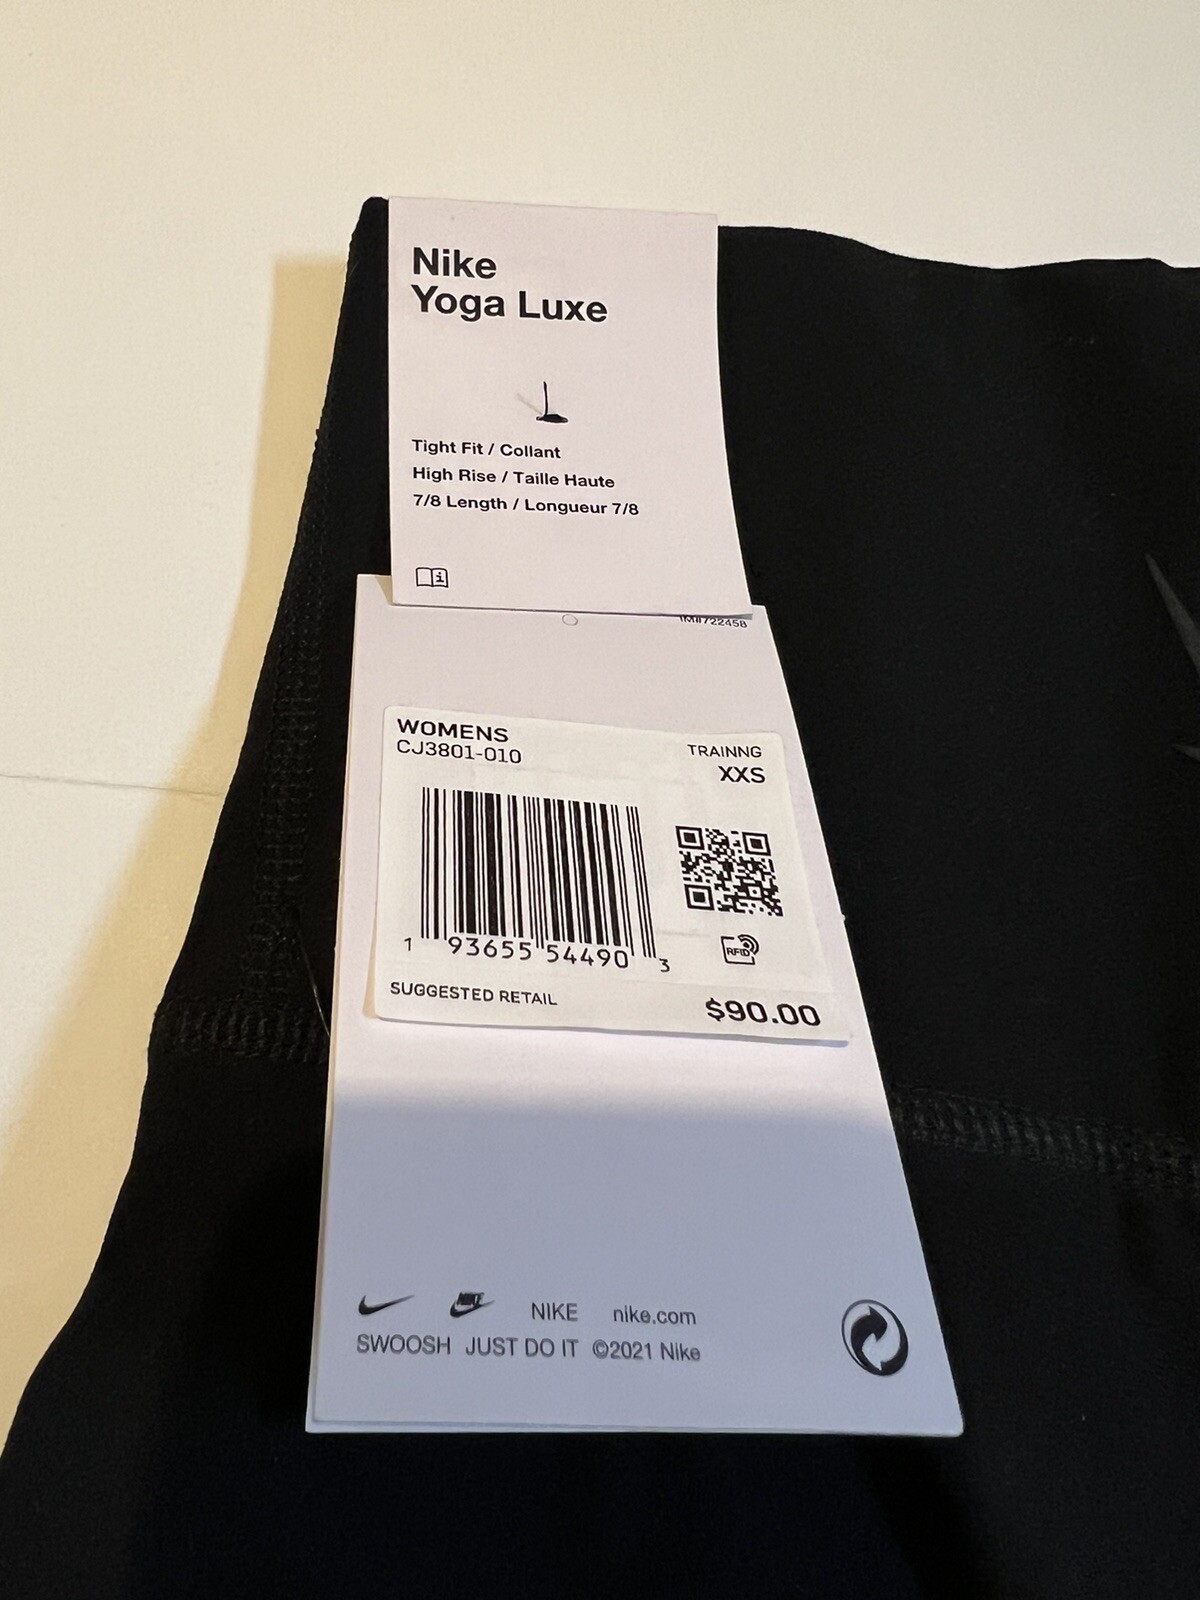 Nike
Yoga Luxe
Tight Fit / Collant
High Rise / Taille Haute
7/8 Length / Longueur 7/8
WOMENS
CJ3801-010
TRAINNG
XXS
1 93655 54490 3
RFID
SUGGESTED RETAIL
$90.00
NIKE NIKE nike.com
SWOOSH JUST DO IT ©2021 Nike